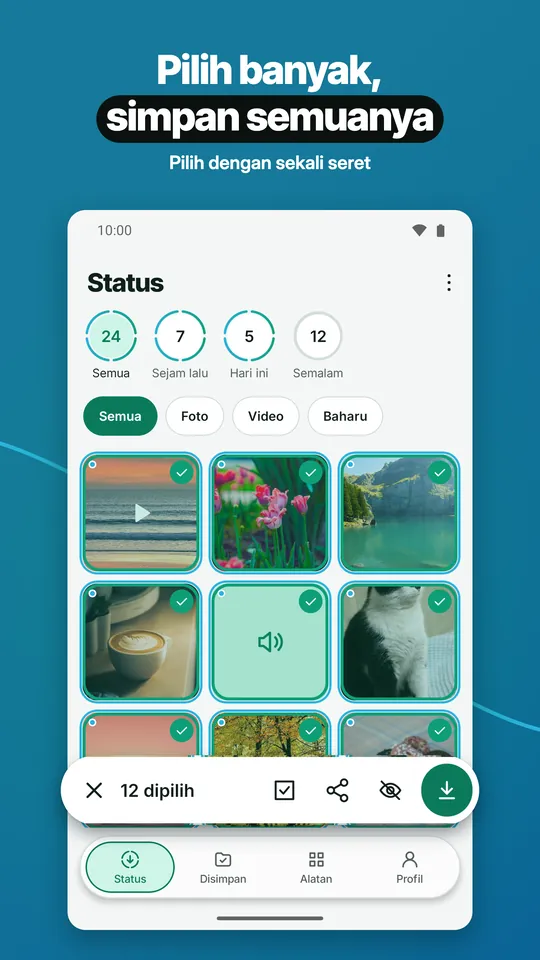 Pilih banyak,
simpan semuanya
Pilih dengan sekali seret
10:00
Status
24
7
5
12
Semua
Sejam lalu
Hari ini
Semalam
Semua
Foto
Video
Baharu
12 dipilih
Status
Disimpan
Alatan
Profil